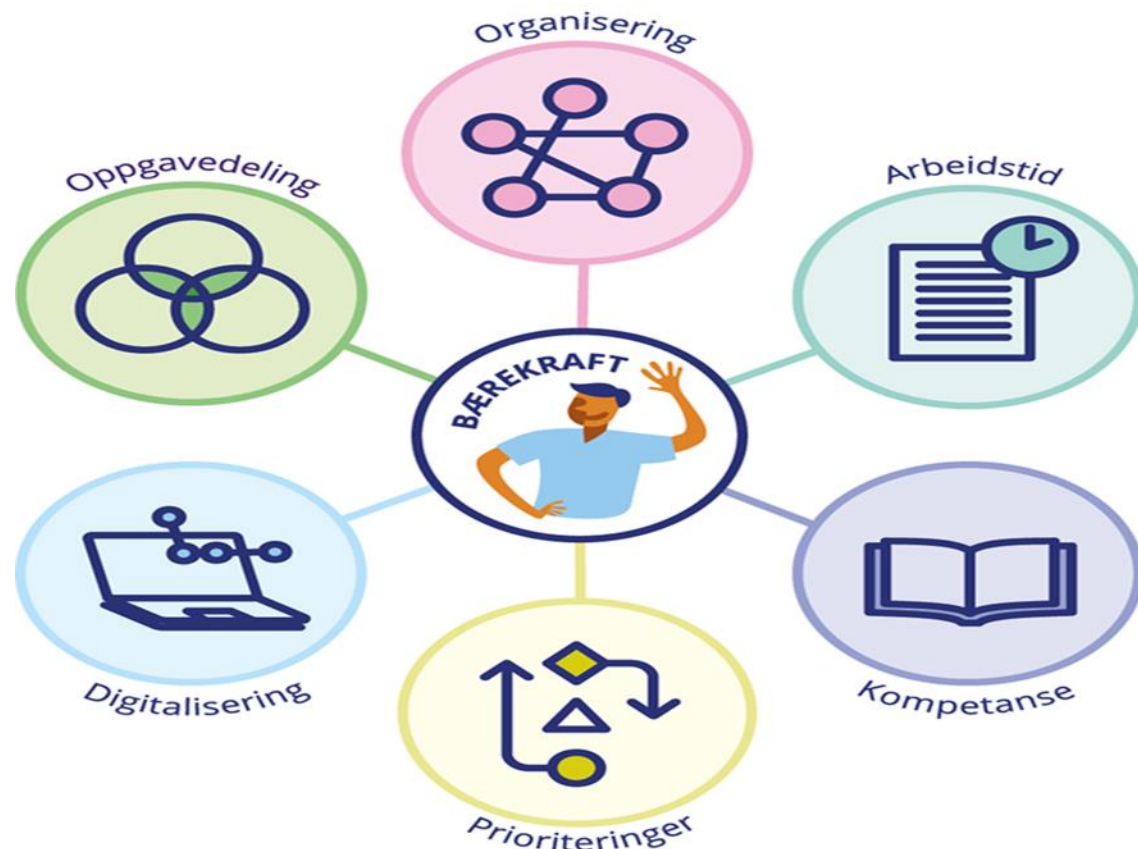 Organisering
Oppgavedeling
Arbeidstid
BÆREKRAFT
Digitalisering
Kompetanse
Prioriteringer